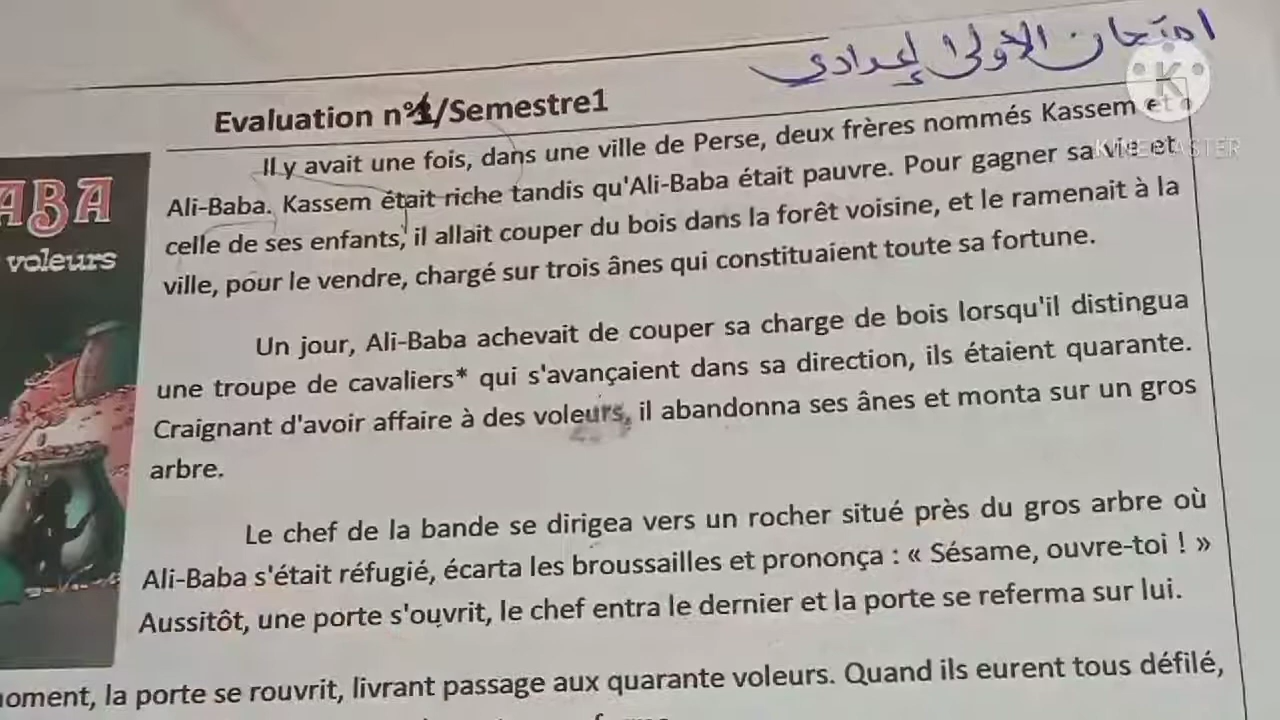 امتحان الأولى إعدادي
K
KINEMASTER
Evaluation n°1/Semestre1
ABA
voleurs
Il y avait une fois, dans une ville de Perse, deux frères nommés Kassem et
Ali-Baba. Kassem était riche tandis qu'Ali-Baba était pauvre. Pour gagner sa vie et
celle de ses enfants, il allait couper du bois dans la forêt voisine, et le ramenait à la
ville, pour le vendre, chargé sur trois ânes qui constituaient toute sa fortune.
Un jour, Ali-Baba achevait de couper sa charge de bois lorsqu'il distingua
une troupe de cavaliers* qui s'avançaient dans sa direction, ils étaient quarante.
Craignant d'avoir affaire à des voleurs, il abandonna ses ânes et monta sur un gros
arbre.
Le chef de la bande se dirigea vers un rocher situé près du gros arbre où
Ali-Baba s'était réfugié, écarta les broussailles et prononça : « Sésame, ouvre-toi ! »
Aussitôt, une porte s'ouvrit, le chef entra le dernier et la porte se referma sur lui.
moment, la porte se rouvrit, livrant passage aux quarante voleurs. Quand ils eurent tous défilé,